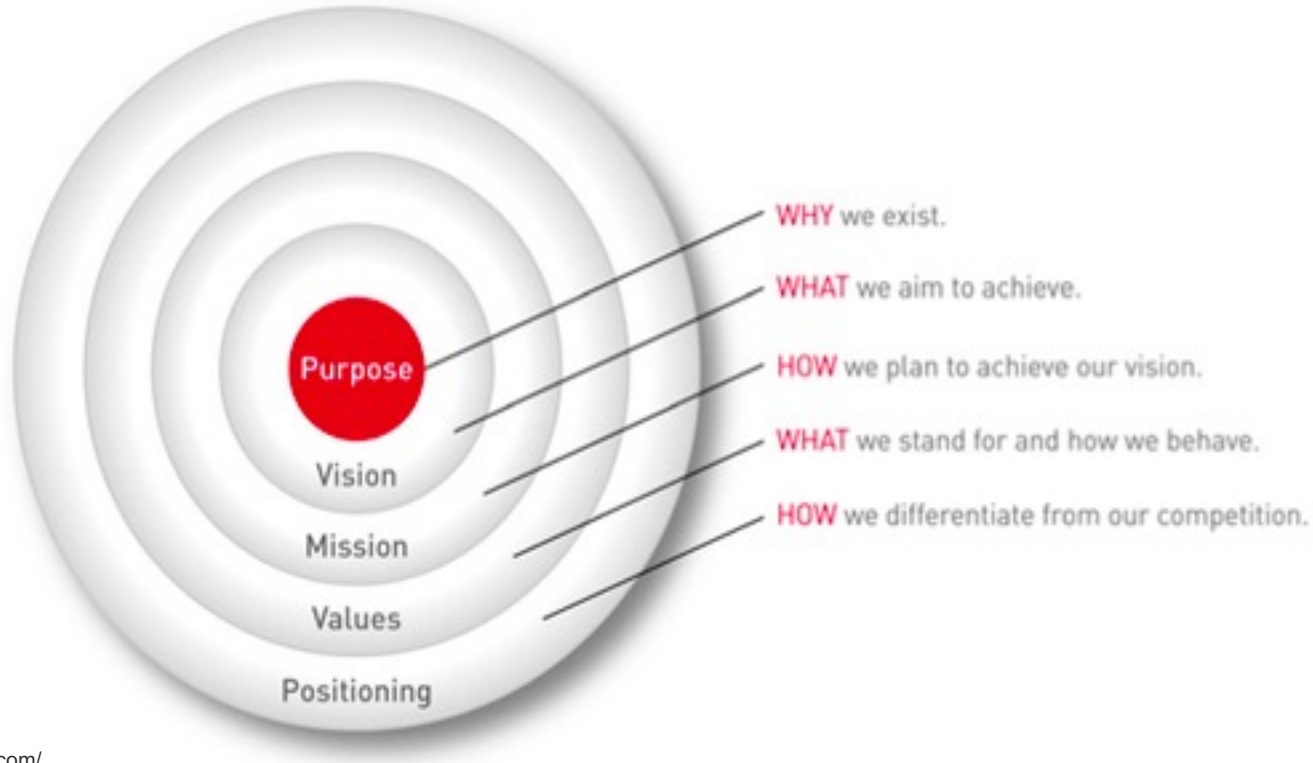 WHY we exist.
WHAT we aim to achieve.
Purpose
HOW we plan to achieve our vision.
WHAT we stand for and how we behave.
Vision
HOW we differentiate from our competition.
Mission
Values
Positioning
com/